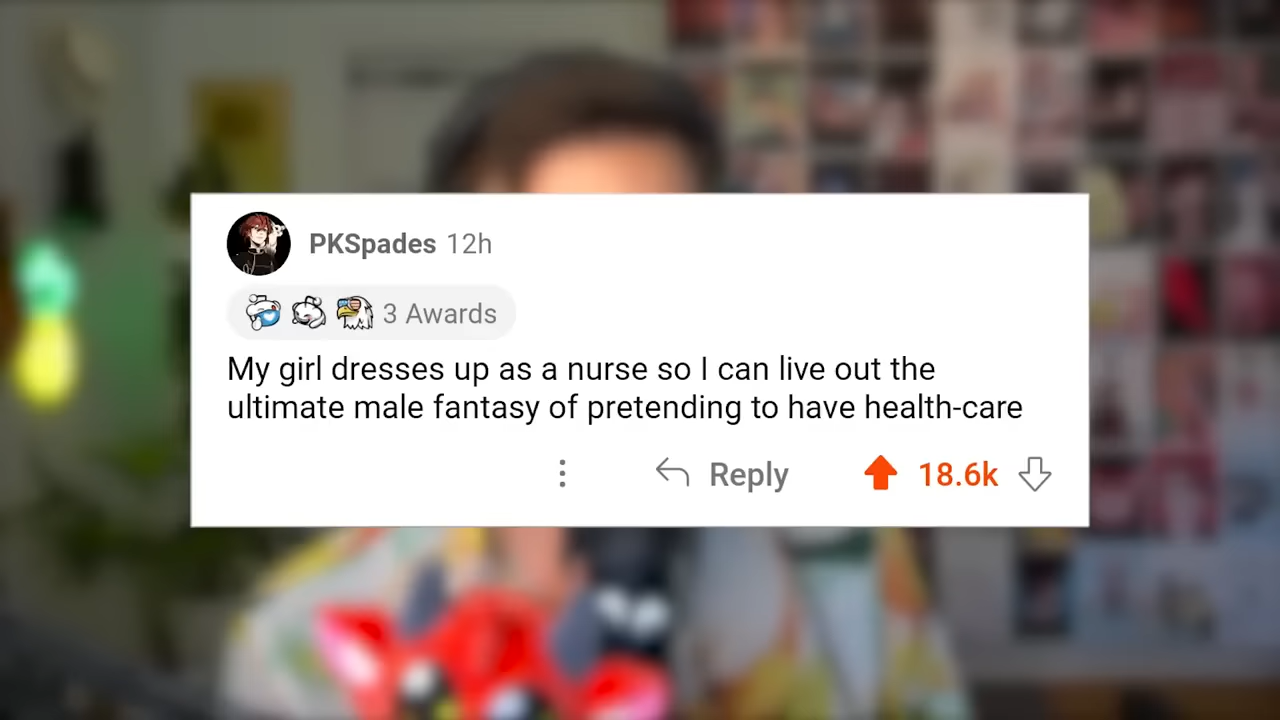 PKSpades 12h
3 Awards
My girl dresses up as a nurse so I can live out the
ultimate male fantasy of pretending to have health-care
Reply 18.6k